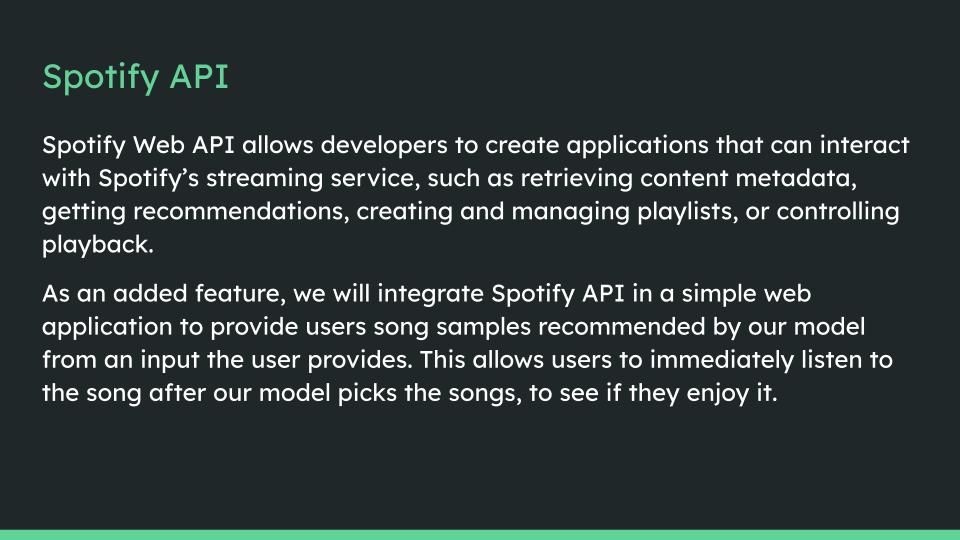 Spotify API
Spotify Web API allows developers to create applications that can interact
with Spotify’s streaming service, such as retrieving content metadata,
getting recommendations, creating and managing playlists, or controlling
playback.
As an added feature, we will integrate Spotify API in a simple web
application to provide users song samples recommended by our model
from an input the user provides. This allows users to immediately listen to
the song after our model picks the songs, to see if they enjoy it.